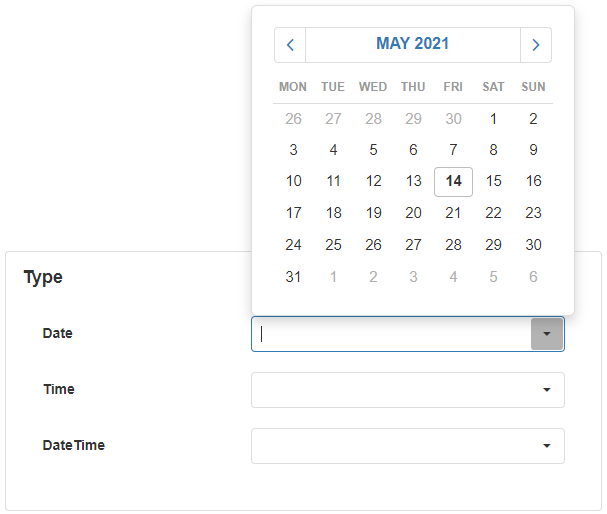 MAY 2021
MON TUE WED THU FRI SAT SUN
26 27 28 29 30 1 2
3 4 5 6 7 8 9
10 11 12 13 14 15 16
17 18 19 20 21 22 23
24 25 26 27 28 29 30
31 1 2 3 4 5 6
Type
Date
Time
DateTime